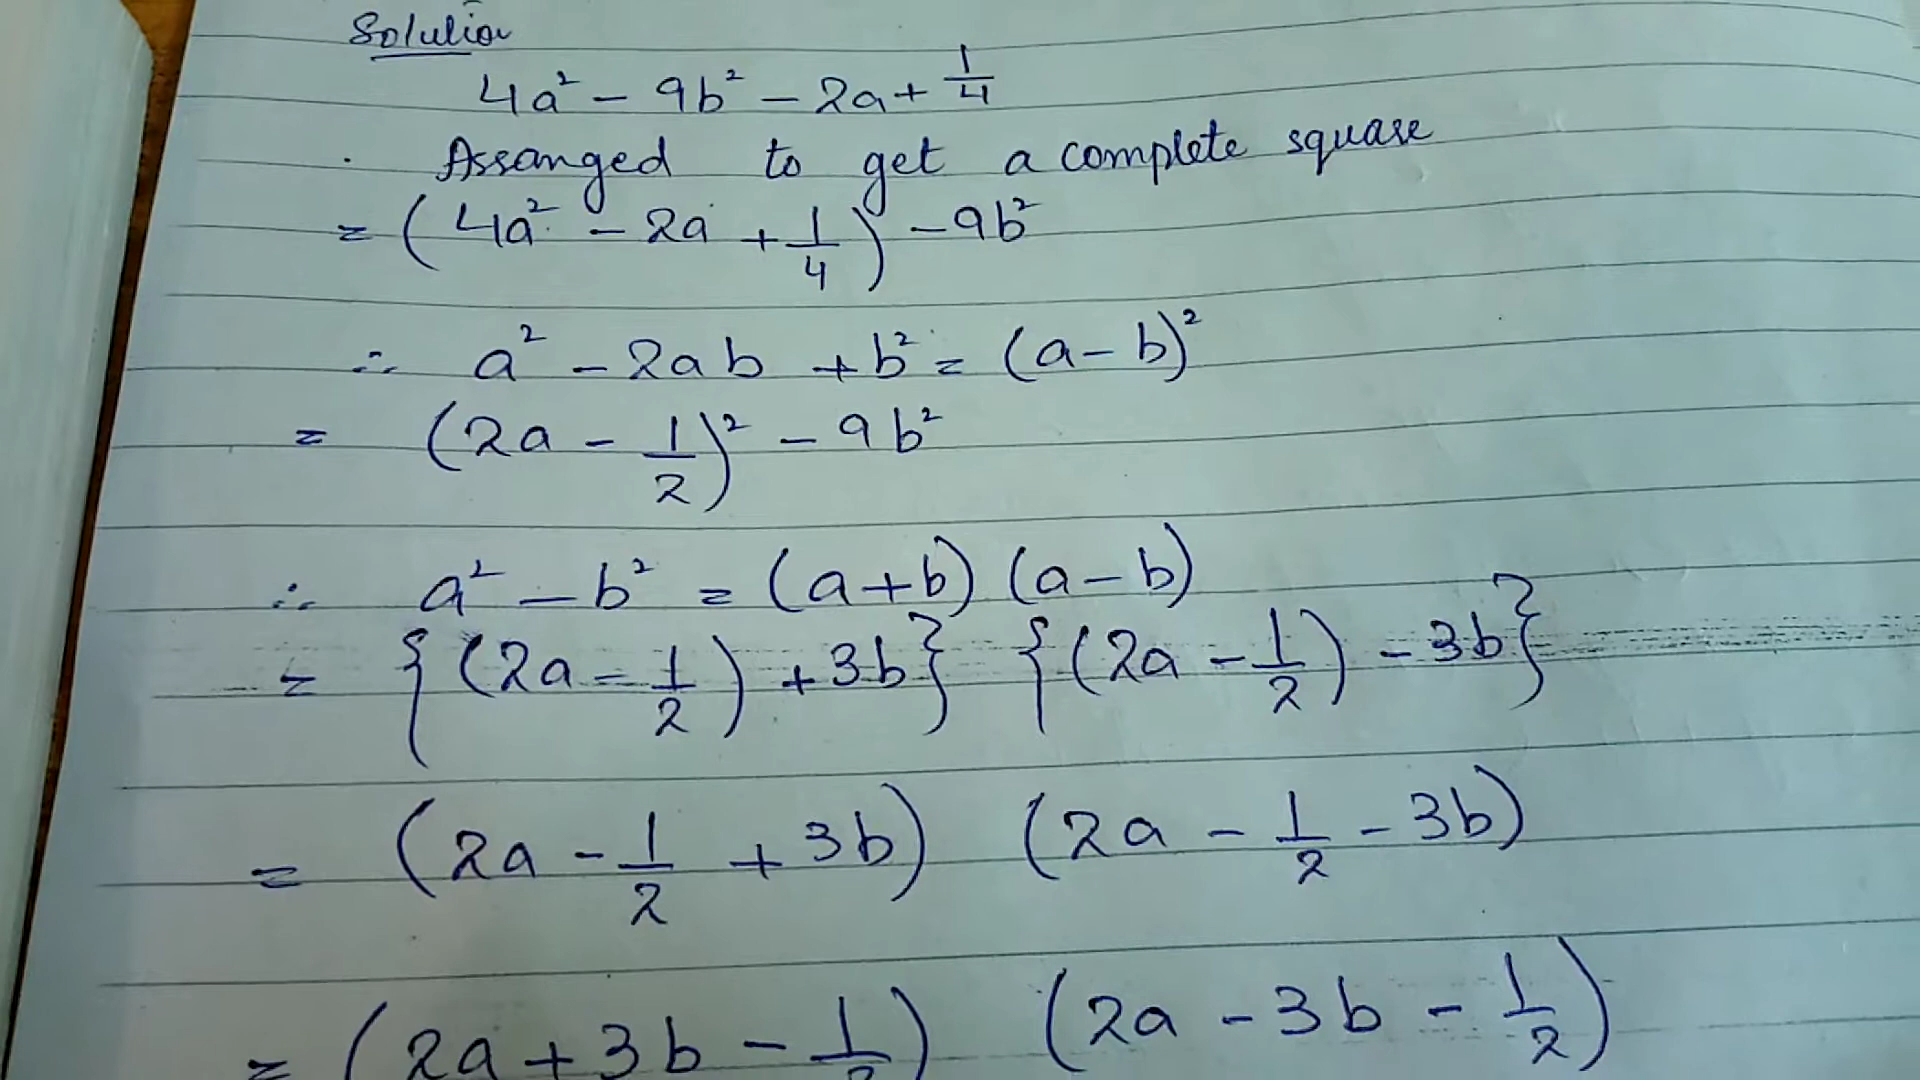 Solution
4a² - 9b² - 2a + 1/4
Arranged to get a complete square
= (4a² - 2a + 1/4) - 9b²
∴ a² - 2ab + b² = (a - b)²
= (2a - 1/2)² - 9b²
∴ a² - b² = (a + b) (a - b)
= {(2a - 1/2) + 3b} {(2a - 1/2) - 3b}
= (2a - 1/2 + 3b) (2a - 1/2 - 3b)
= (2a + 3b - 1/2) (2a - 3b - 1/2)